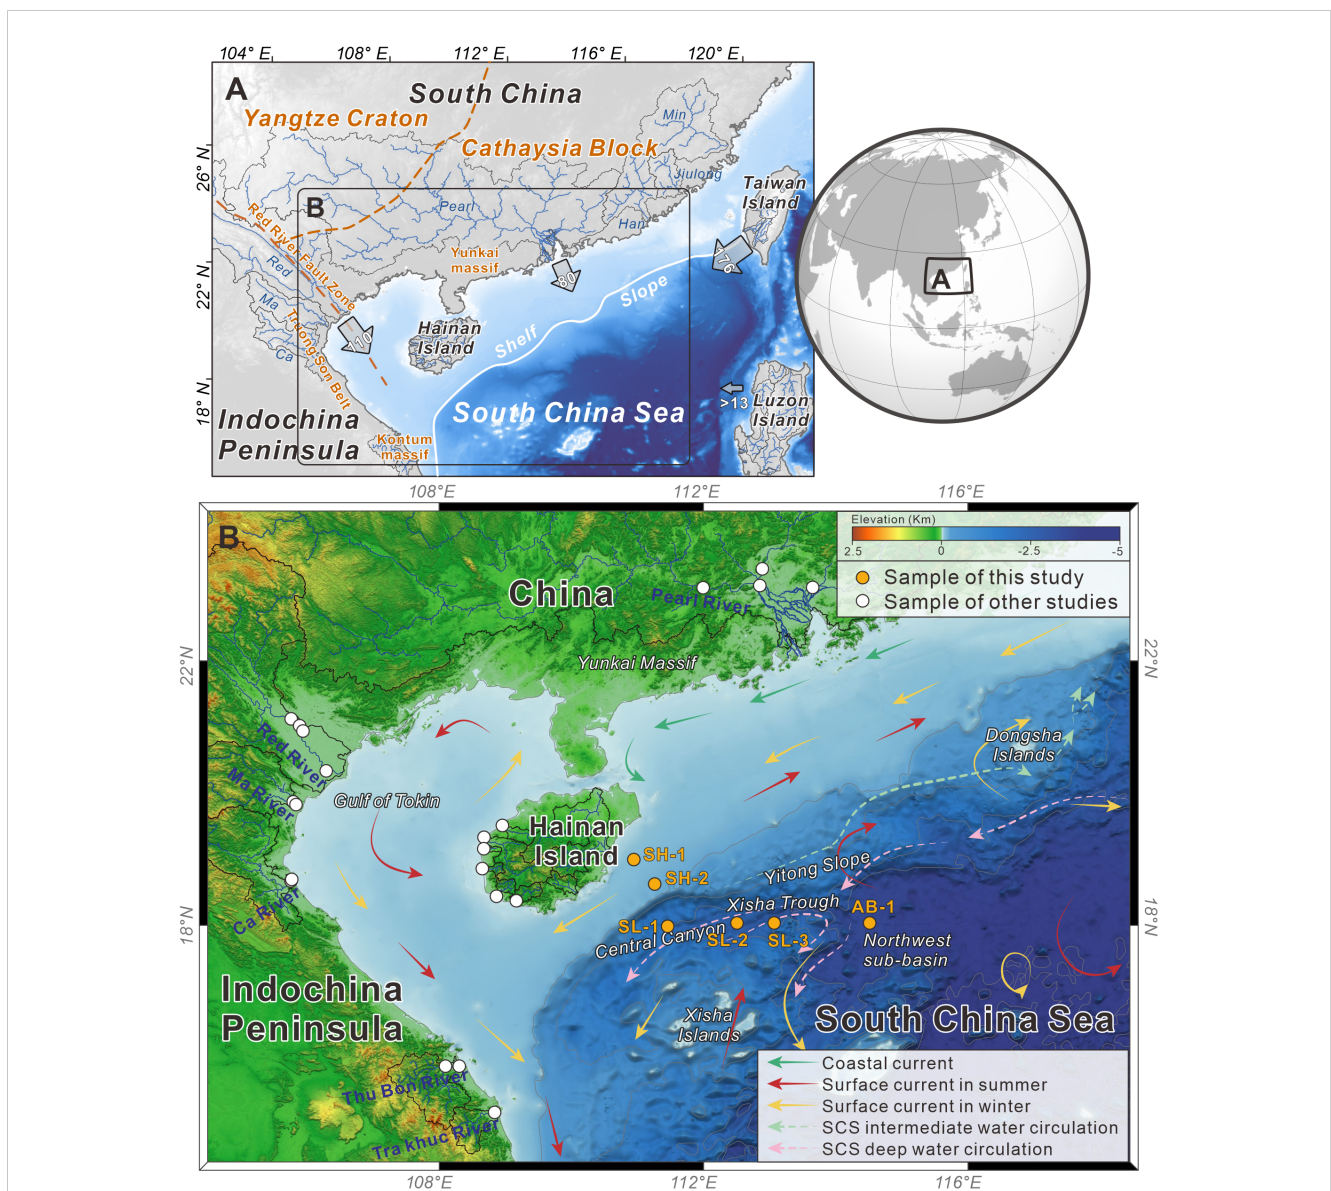 104° E
108° E
112° E
116° E
120° E
A
South China
Yangtze Craton
Cathaysia Block
Min
Jiulong
Taiwan
Island
26° N
22° N
18° N
B
Pearl
Han
Red River Fault Zone
Red
Yunkai
massif
176
80
Ma
Truong Son Belt
Ca
110
Hainan
Island
Shelf
Slope
>13
Luzon
Island
South China Sea
Indochina
Peninsula
Kontum
massif
A
108°E
112°E
116°E
B
Elevation (Km)
2.5
0
-2.5
-5
Sample of this study
Sample of other studies
China
Pearl River
Yunkai Massif
22°N
22°N
Dongsha
Islands
Red River
Ma River
Gulf of Tokin
Hainan
Island
SH-1
SH-2
Yitong Slope
Xisha Trough
AB-1
Ca River
18°N
18°N
SL-1
SL-2
SL-3
Central Canyon
Northwest
sub-basin
Indochina
Peninsula
Xisha
Islands
South China Sea
Thu Bon River
Tra khuc River
Coastal current
Surface current in summer
Surface current in winter
SCS intermediate water circulation
SCS deep water circulation
108°E
112°E
116°E